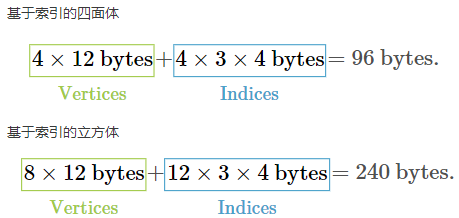 基于索引的四面体
4 × 12 bytes + 4 × 3 × 4 bytes = 96 bytes.
Vertices Indices
基于索引的立方体
8 × 12 bytes + 12 × 3 × 4 bytes = 240 bytes.
Vertices Indices